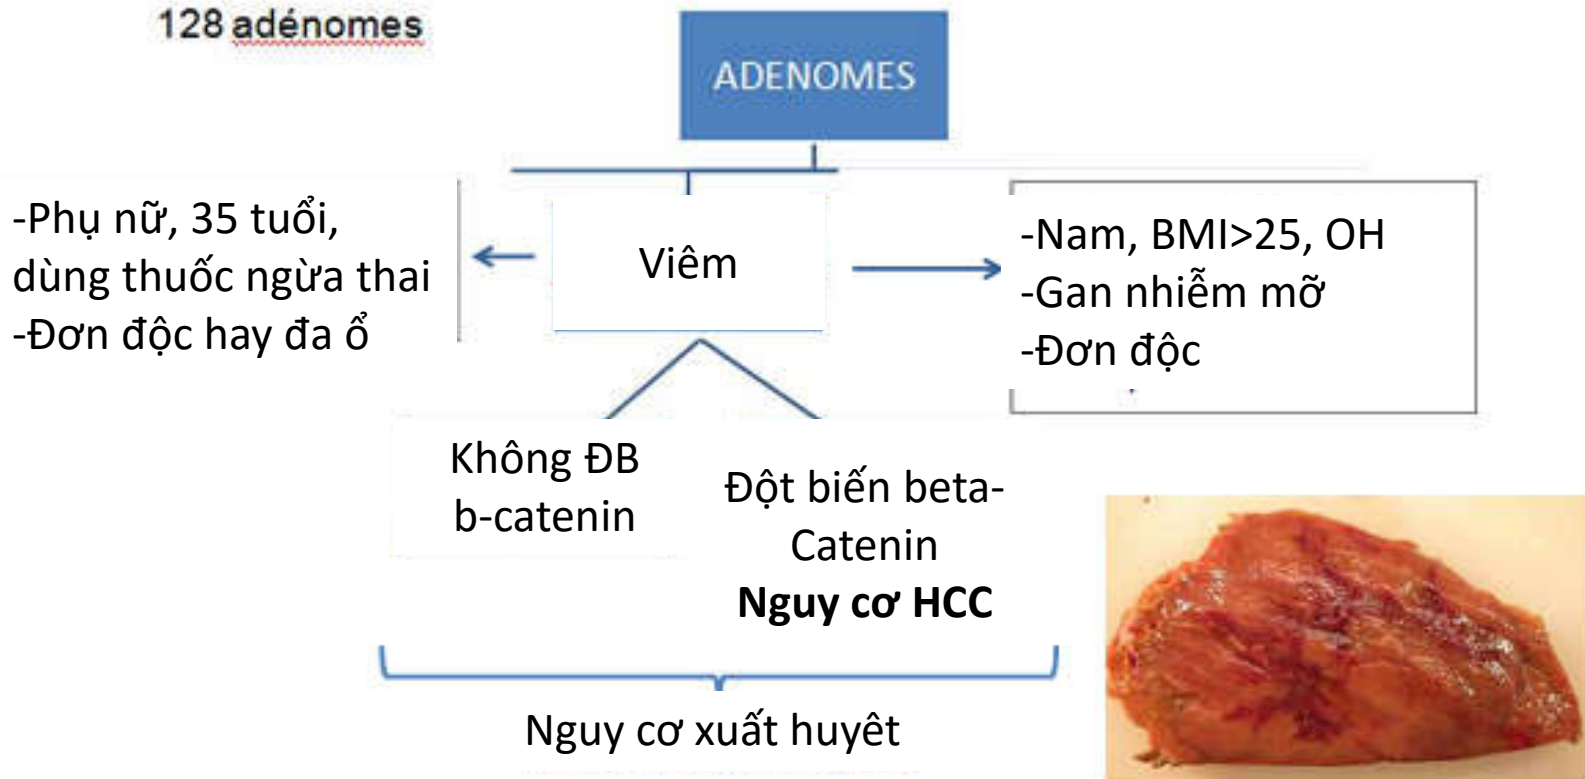 128 adénomes
ADENOMES
-Phụ nữ, 35 tuổi,
dùng thuốc ngừa thai
-Đơn độc hay đa ổ
Viêm
-Nam, BMI>25, OH
-Gan nhiễm mỡ
-Đơn độc
Không ĐB
b-catenin
Đột biến beta-
Catenin
Nguy cơ HCC
Nguy cơ xuất huyêt